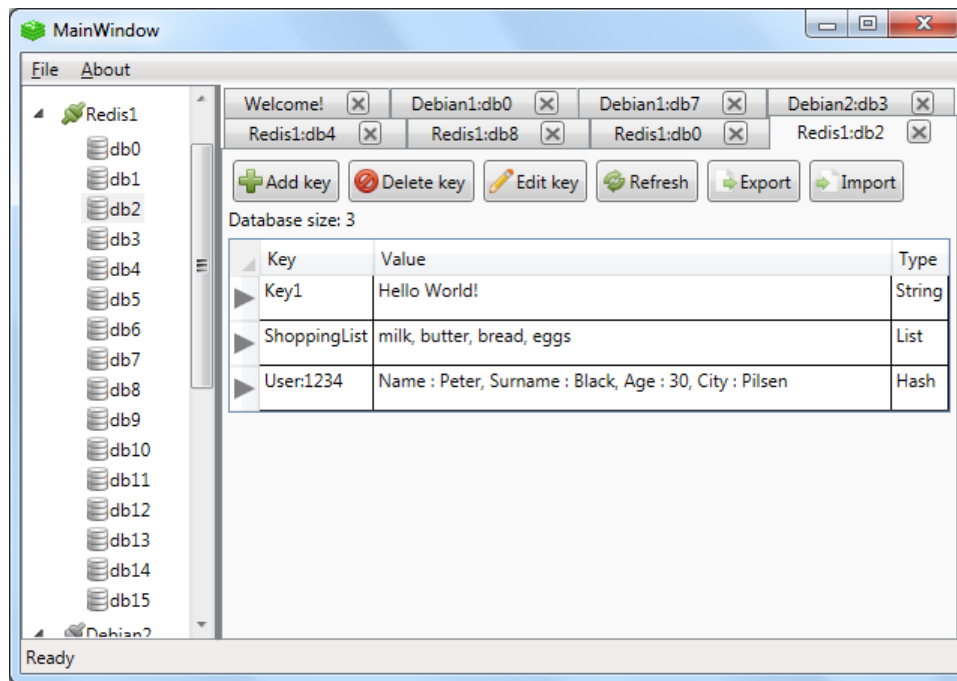 MainWindow
File About
Redis1
db0
db1
db2
db3
db4
db5
db6
db7
db8
db9
db10
db11
db12
db13
db14
db15
Debian2
Welcome! Debian1:db0 Debian1:db7 Debian2:db3
Redis1:db4 Redis1:db8 Redis1:db0 Redis1:db2
Add key Delete key Edit key Refresh Export Import
Database size: 3
Key Value Type
Key1 Hello World! String
ShoppingList milk, butter, bread, eggs List
User:1234 Name : Peter, Surname : Black, Age : 30, City : Pilsen Hash
Ready